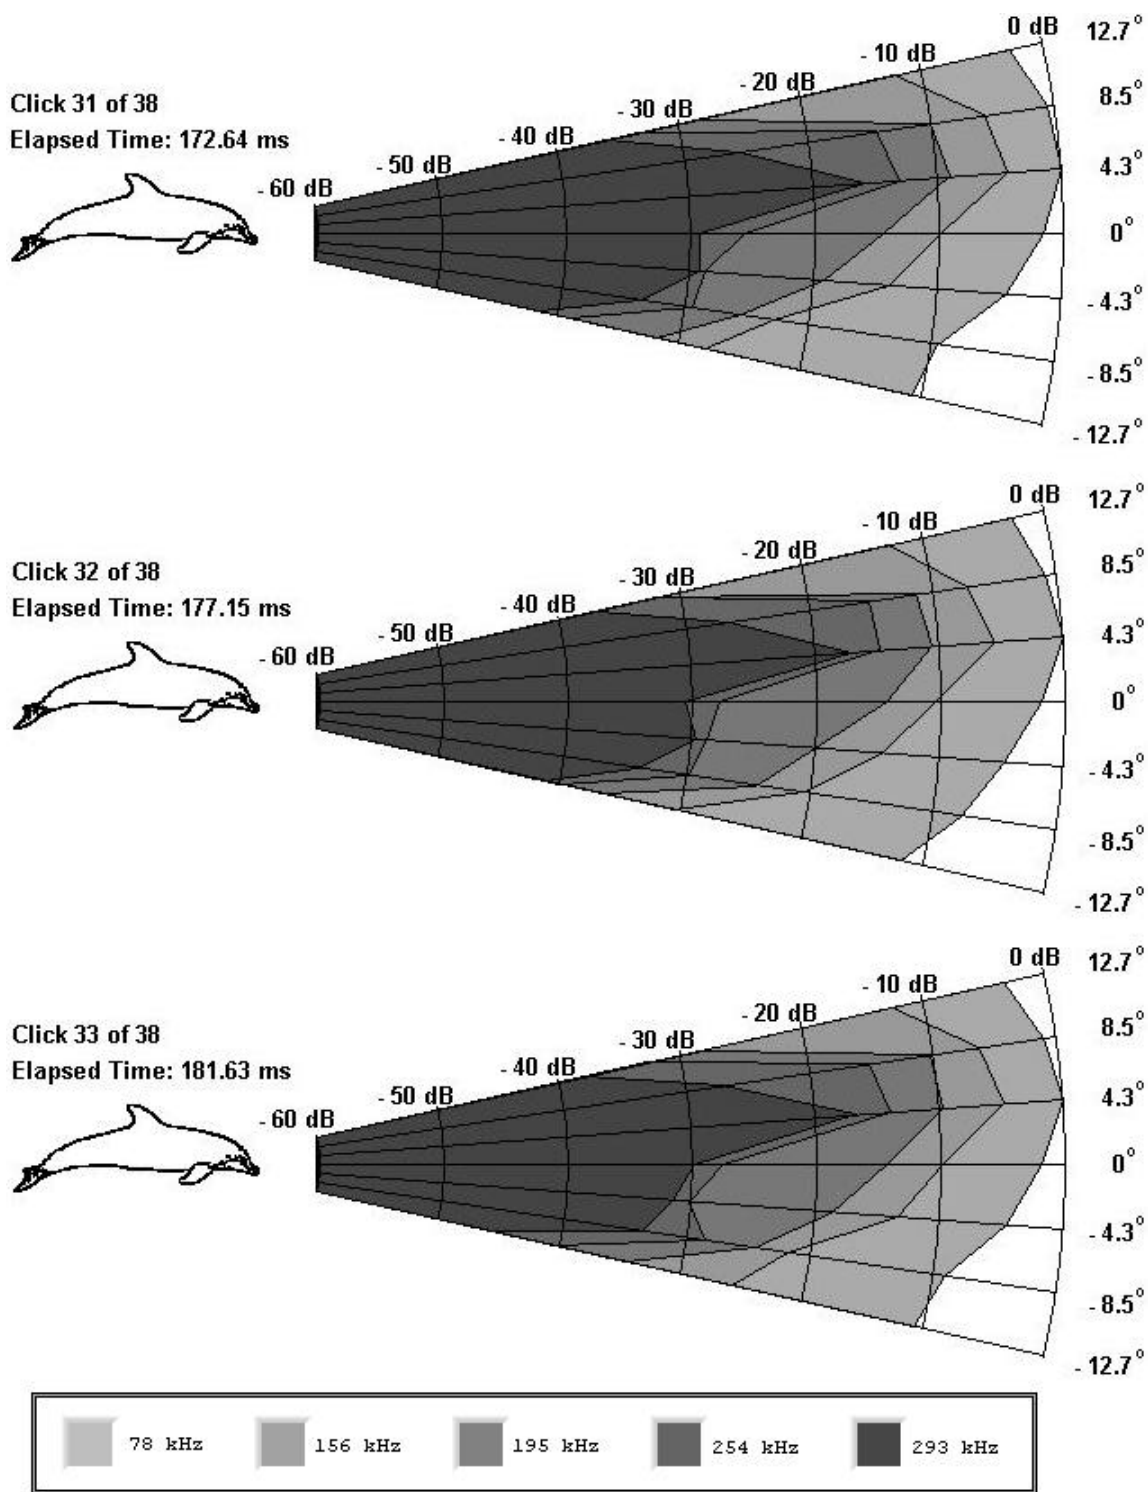 0 dB 12.7°
- 10 dB
- 20 dB 8.5°
Click 31 of 38
- 30 dB
Elapsed Time: 172.64 ms
- 40 dB
- 50 dB 4.3°
- 60 dB
0°
- 4.3°
- 8.5°
- 12.7°
0 dB 12.7°
- 10 dB
- 20 dB 8.5°
Click 32 of 38
- 30 dB
Elapsed Time: 177.15 ms
- 40 dB
- 50 dB 4.3°
- 60 dB
0°
- 4.3°
- 8.5°
- 12.7°
0 dB 12.7°
- 10 dB
- 20 dB 8.5°
Click 33 of 38
- 30 dB
Elapsed Time: 181.63 ms
- 40 dB
- 50 dB 4.3°
- 60 dB
0°
- 4.3°
- 8.5°
- 12.7°
78 kHz 156 kHz 195 kHz 254 kHz 293 kHz